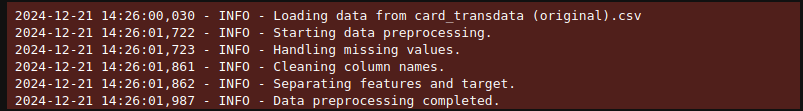 2024-12-21 14:26:00,030 - INFO - Loading data from card_transdata (original).csv
2024-12-21 14:26:01,722 - INFO - Starting data preprocessing.
2024-12-21 14:26:01,723 - INFO - Handling missing values.
2024-12-21 14:26:01,861 - INFO - Cleaning column names.
2024-12-21 14:26:01,862 - INFO - Separating features and target.
2024-12-21 14:26:01,987 - INFO - Data preprocessing completed.